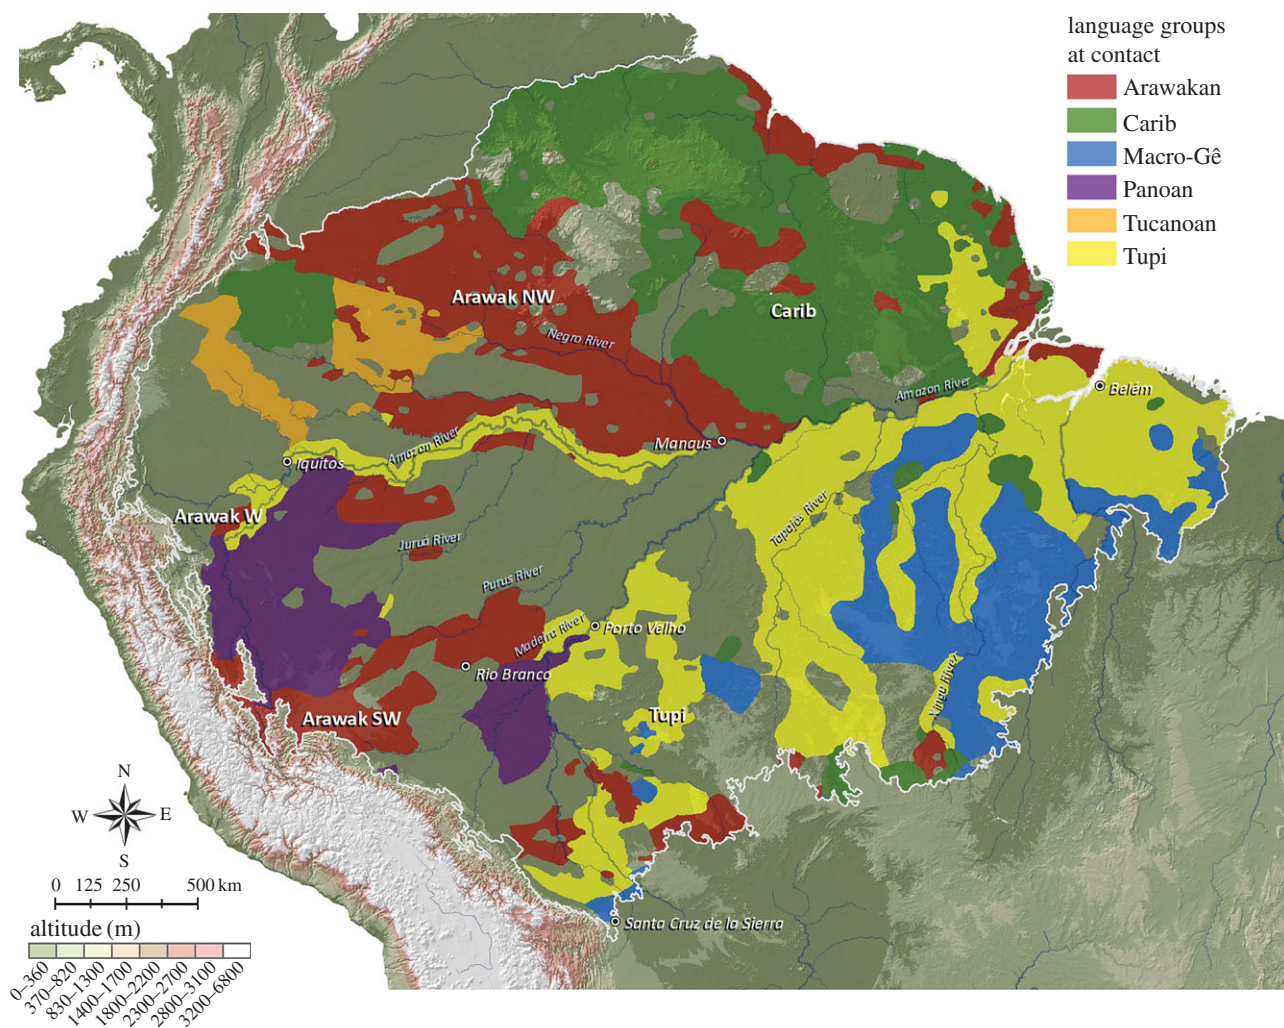 language groups
at contact
Arawakan
Carib
Macro-Gê
Panoan
Tucanoan
Tupi
Arawak NW
Negro River
Carib
Amazon River
Belém
Manaus
Amazon River
Iquitos
Arawak W
Tapajós River
Juruá River
Purus River
Madeira River
Porto Velho
Rio Branco
Xingu River
Arawak SW
Tupi
N
W
E
S
0 125 250 500 km
Santa Cruz de la Sierra
altitude (m)
0–360
370–820
830–1300
1400–1700
1800–2200
2300–2700
2800–3100
3200–6800